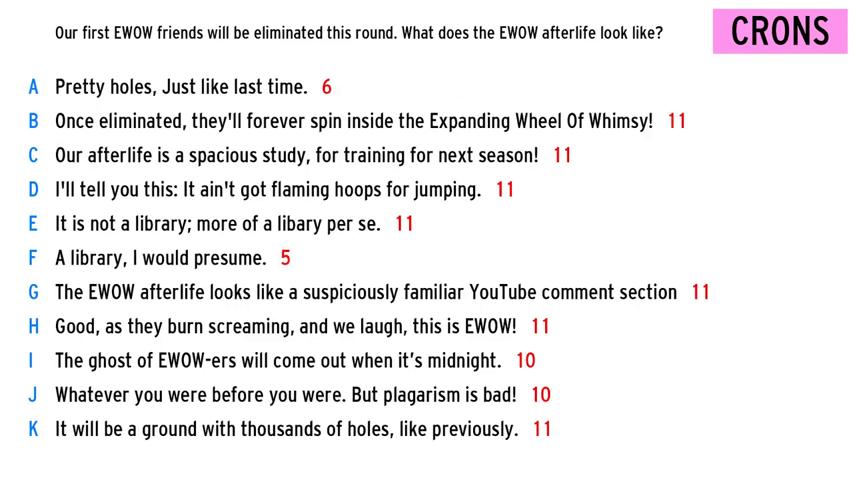 Our first EWOW friends will be eliminated this round. What does the EWOW afterlife look like?
CRONS
A Pretty holes, Just like last time. 6
B Once eliminated, they'll forever spin inside the Expanding Wheel Of Whimsy! 11
C Our afterlife is a spacious study, for training for next season! 11
D I'll tell you this: It ain't got flaming hoops for jumping. 11
E It is not a library; more of a libary per se. 11
F A library, I would presume. 5
G The EWOW afterlife looks like a suspiciously familiar YouTube comment section 11
H Good, as they burn screaming, and we laugh, this is EWOW! 11
I The ghost of EWOW-ers will come out when it’s midnight. 10
J Whatever you were before you were. But plagarism is bad! 10
K It will be a ground with thousands of holes, like previously. 11